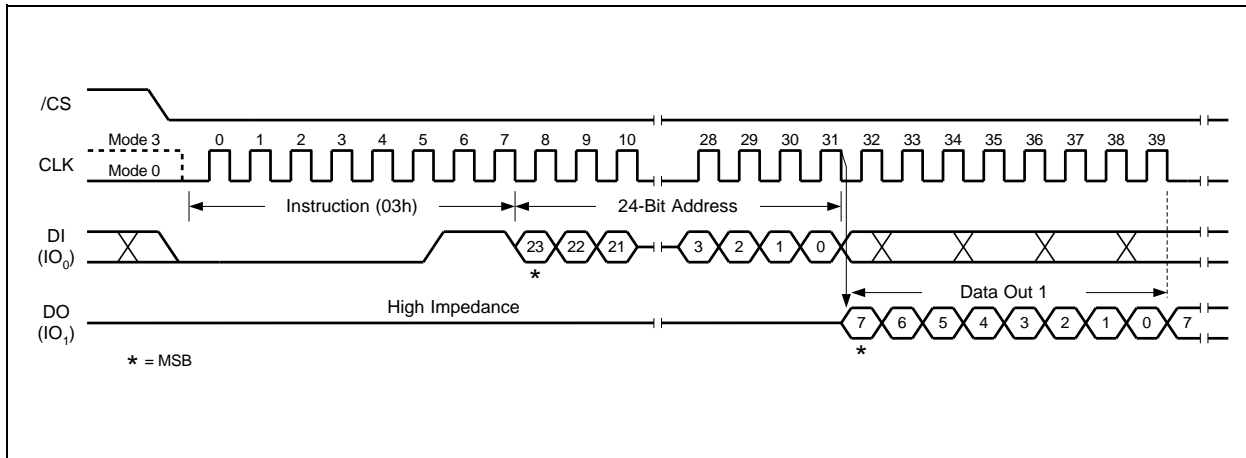 /CS
Mode 3 0 1 2 3 4 5 6 7 8 9 10 28 29 30 31 32 33 34 35 36 37 38 39
CLK
Mode 0
Instruction (03h) 24-Bit Address
DI
(IO0)
23 22 21 3 2 1 0
*
Data Out 1
High Impedance
DO
(IO1)
7 6 5 4 3 2 1 0 7
*
* = MSB